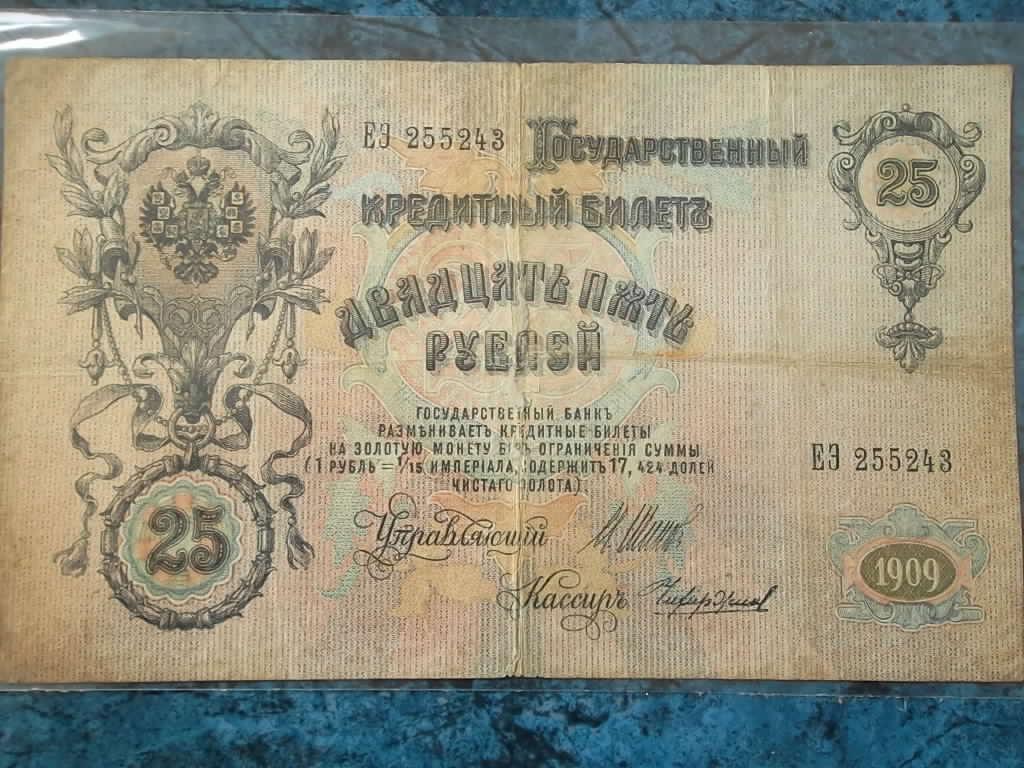 ЕЭ 255243
Государственный
25
Кредитный Билетъ
Двадцать пять
рублей
ГОСУДАРСТВЕННЫЙ БАНКЪ
РАЗМѢНИВАЕТЪ КРЕДИТНЫЕ БИЛЕТЫ
НА ЗОЛОТУЮ МОНЕТУ БЕЗЪ ОГРАНИЧЕНІЯ СУММЫ
(1 РУБЛЬ = 1/15 ИМПЕРІАЛА, СОДЕРЖИТЪ 17, 424 ДОЛЕЙ
ЧИСТАГО ЗОЛОТА)
ЕЭ 255243
25
Управляющій
Кассиръ
1909